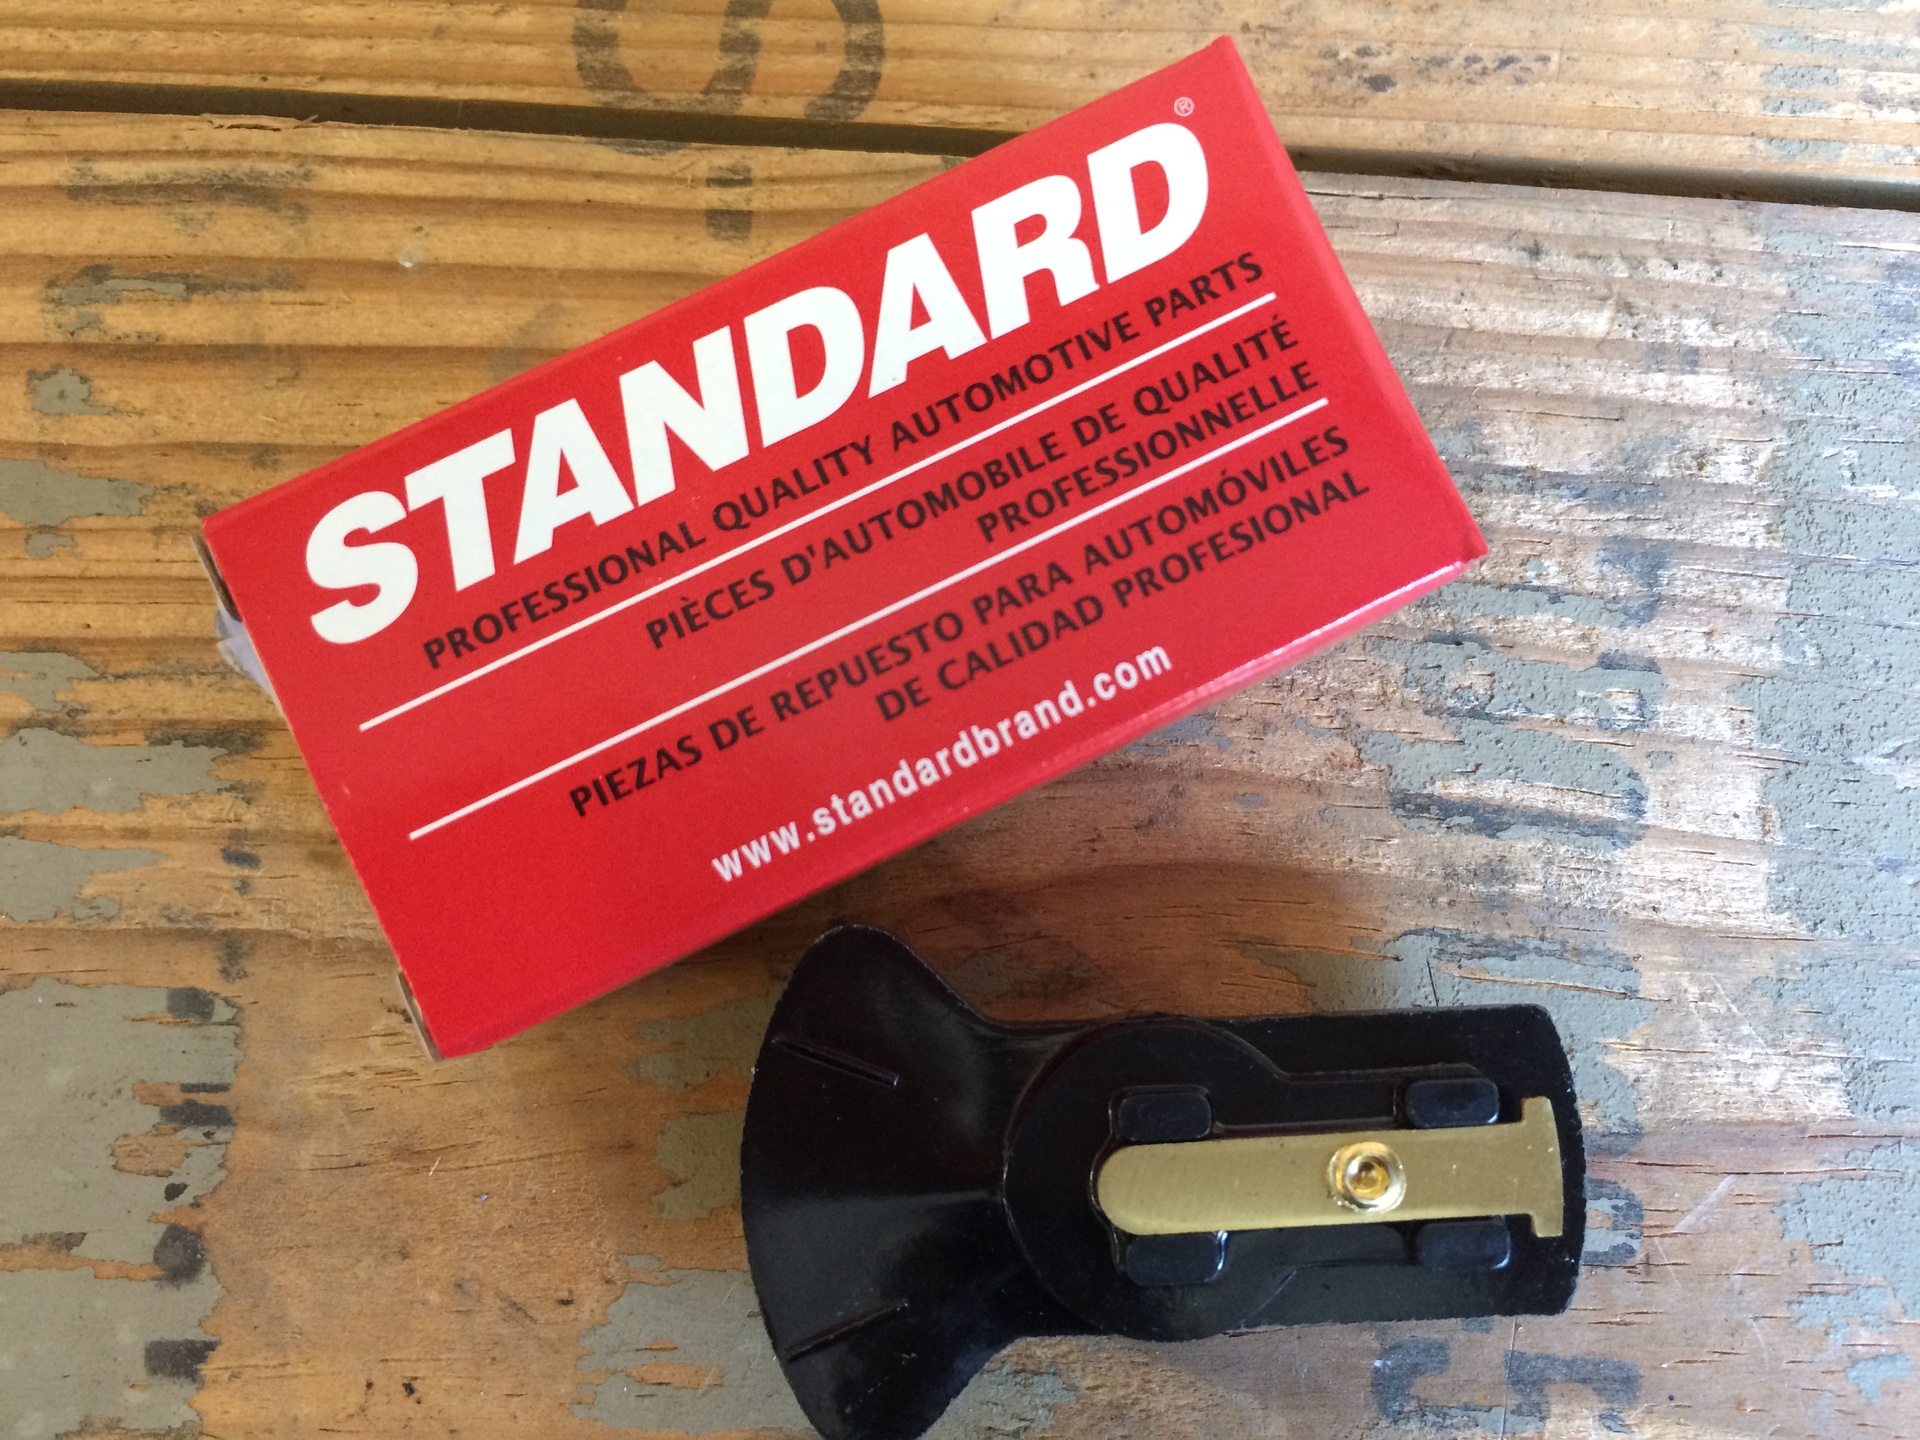 STANDARD®
PROFESSIONAL QUALITY AUTOMOTIVE PARTS
PIÈCES D'AUTOMOBILE DE QUALITÉ
PROFESSIONNELLE
PIEZAS DE REPUESTO PARA AUTOMÓVILES
DE CALIDAD PROFESIONAL
www.standardbrand.com